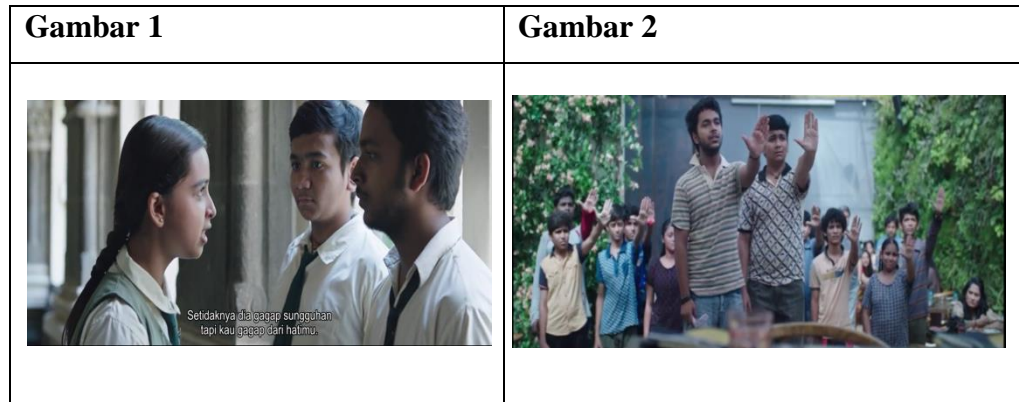 Gambar 1
Gambar 2
Setidaknya dia gagap sungguhan
tapi kau gagap dari hatimu.